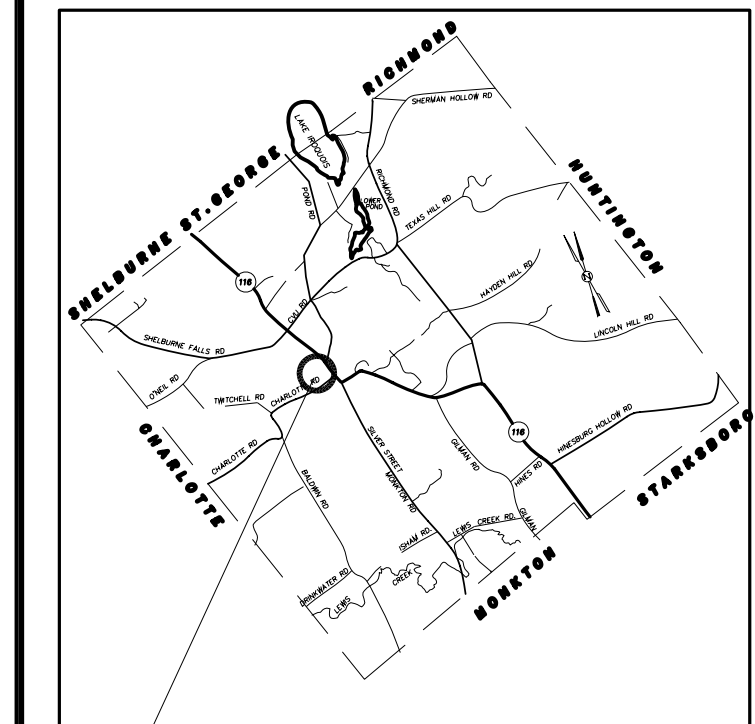 RICHMOND
SHERMAN HOLLOW RD
LAKE IROQUOIS
SHELBURNE ST.GEORGE
POND RD
RICHMOND RD
LOWER
POND
HUNTINGTON
TEXAS HILL RD
116
N
HAYDEN HILL RD
CVU RD
LINCOLN HILL RD
SHELBURNE FALLS RD
O'NEIL RD
TWITCHELL RD
CHARLOTTE RD
CHARLOTTE
CHARLOTTE RD
SILVER STREET
MONKTON RD
GILMAN RD
116
HINESBURG HOLLOW RD
HINES RD
STARKSBORO
BALDWIN RD
GILMAN
LEWIS CREEK RD.
ISHAM RD.
DRINKWATER RD
LEWIS
CREEK
MONKTON